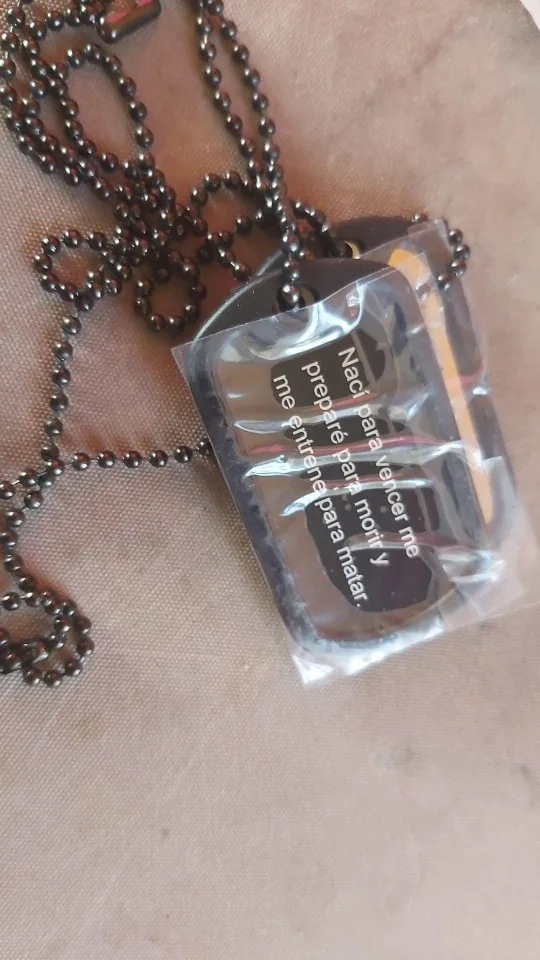 Nací para vencer me
preparé para morir y
me entrené para matar.